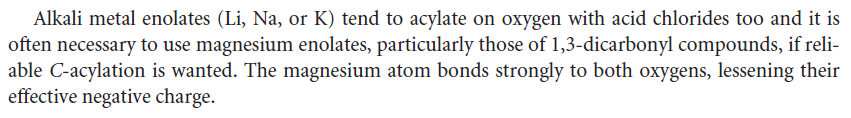 Alkali metal enolates (Li, Na, or K) tend to acylate on oxygen with acid chlorides too and it is
often necessary to use magnesium enolates, particularly those of 1,3-dicarbonyl compounds, if reli-
able C-acylation is wanted. The magnesium atom bonds strongly to both oxygens, lessening their
effective negative charge.